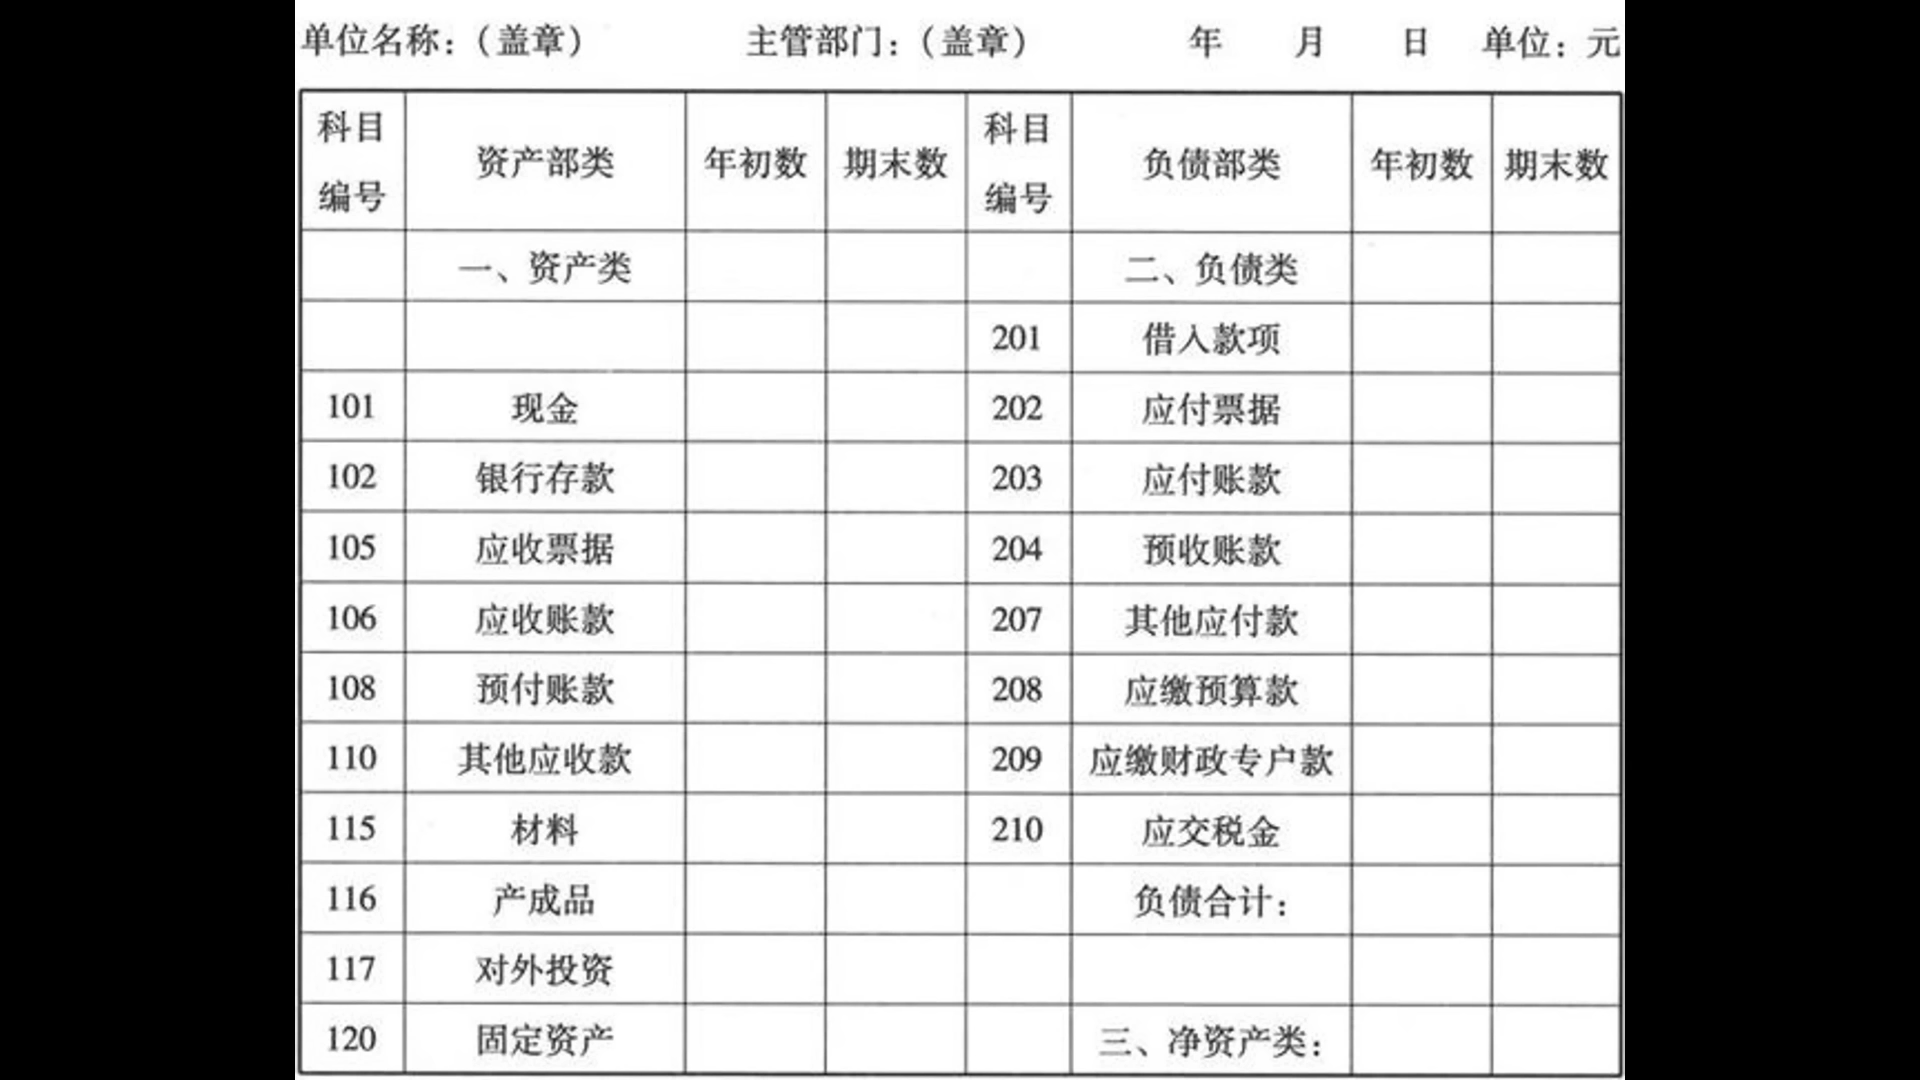 单位名称：（盖章） 主管部门：（盖章） 年 月 日 单位：元
科目编号 资产部类 年初数 期末数 科目编号 负债部类 年初数 期末数
一、资产类 二、负债类
201 借入款项
101 现金 202 应付票据
102 银行存款 203 应付账款
105 应收票据 204 预收账款
106 应收账款 207 其他应付款
108 预付账款 208 应缴预算款
110 其他应收款 209 应缴财政专户款
115 材料 210 应交税金
116 产成品 负债合计：
117 对外投资
120 固定资产 三、净资产类：